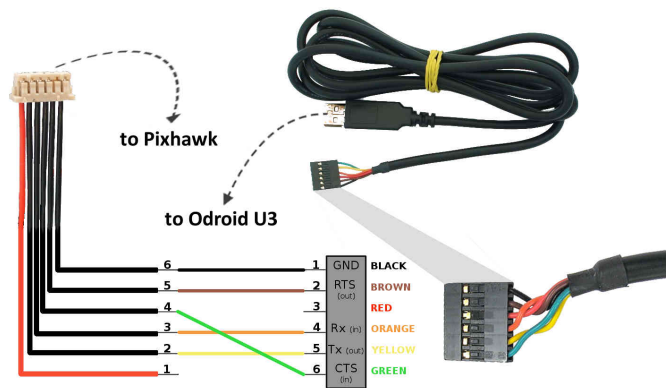 to Pixhawk
to Odroid U3
6 1 GND BLACK
5 2 RTS (out) BROWN
4 3 RED
3 4 Rx (in) ORANGE
2 5 Tx (out) YELLOW
1 6 CTS (in) GREEN